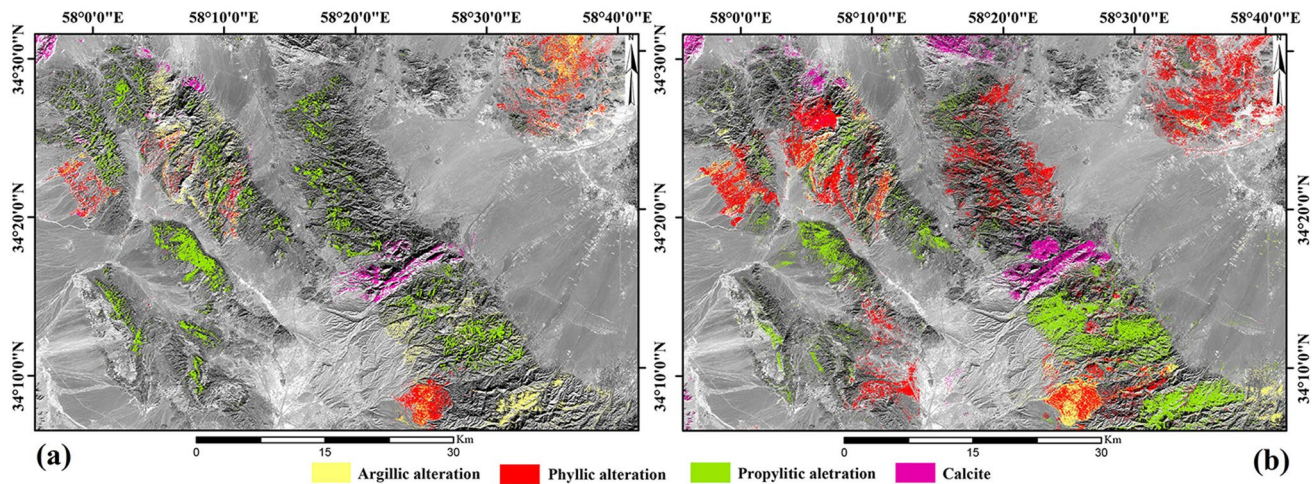 58°0'0"E 58°10'0"E 58°20'0"E 58°30'0"E 58°40'0"E 58°0'0"E 58°10'0"E 58°20'0"E 58°30'0"E 58°40'0"E
N N
34°30'0"N 34°30'0"N
34°20'0"N 34°20'0"N
34°10'0"N 34°10'0"N
Km Km
(a) 0 15 30 0 15 30 (b)
Argillic alteration Phyllic alteration Propylitic aletration Calcite